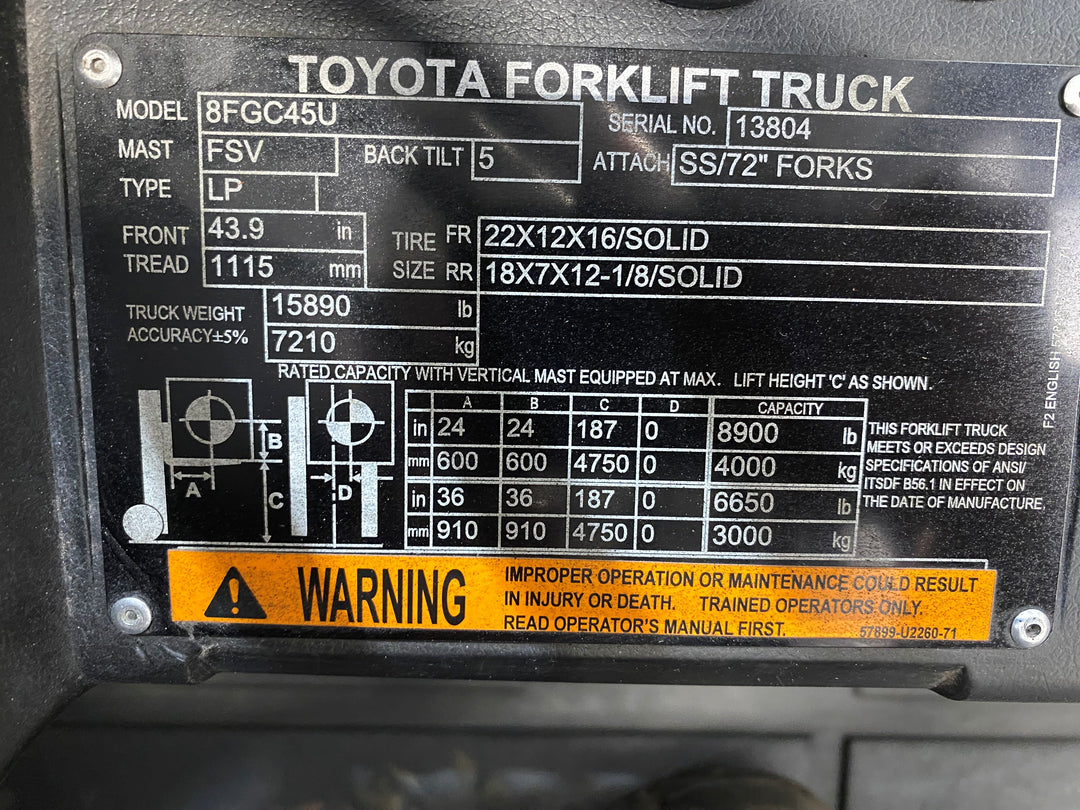 TOYOTA FORKLIFT TRUCK
MODEL 8FGC45U SERIAL NO. 13804
MAST FSV BACK TILT 5 ATTACH SS/72" FORKS
TYPE LP
FRONT TREAD 43.9 in
1115 mm
TIRE SIZE FR 22X12X16/SOLID
RR 18X7X12-1/8/SOLID
TRUCK WEIGHT 15890 lb
ACCURACY±5% 7210 kg
RATED CAPACITY WITH VERTICAL MAST EQUIPPED AT MAX. LIFT HEIGHT 'C' AS SHOWN.
A B C D
A B C D CAPACITY
in 24 24 187 0 8900 lb
mm 600 600 4750 0 4000 kg
in 36 36 187 0 6650 lb
mm 910 910 4750 0 3000 kg
THIS FORKLIFT TRUCK
MEETS OR EXCEEDS DESIGN
SPECIFICATIONS OF ANSI/
ITSDF B56.1 IN EFFECT ON
THE DATE OF MANUFACTURE.
F2 ENGLISH
WARNING
IMPROPER OPERATION OR MAINTENANCE COULD RESULT
IN INJURY OR DEATH. TRAINED OPERATORS ONLY.
READ OPERATOR'S MANUAL FIRST.
57899-U2260-71